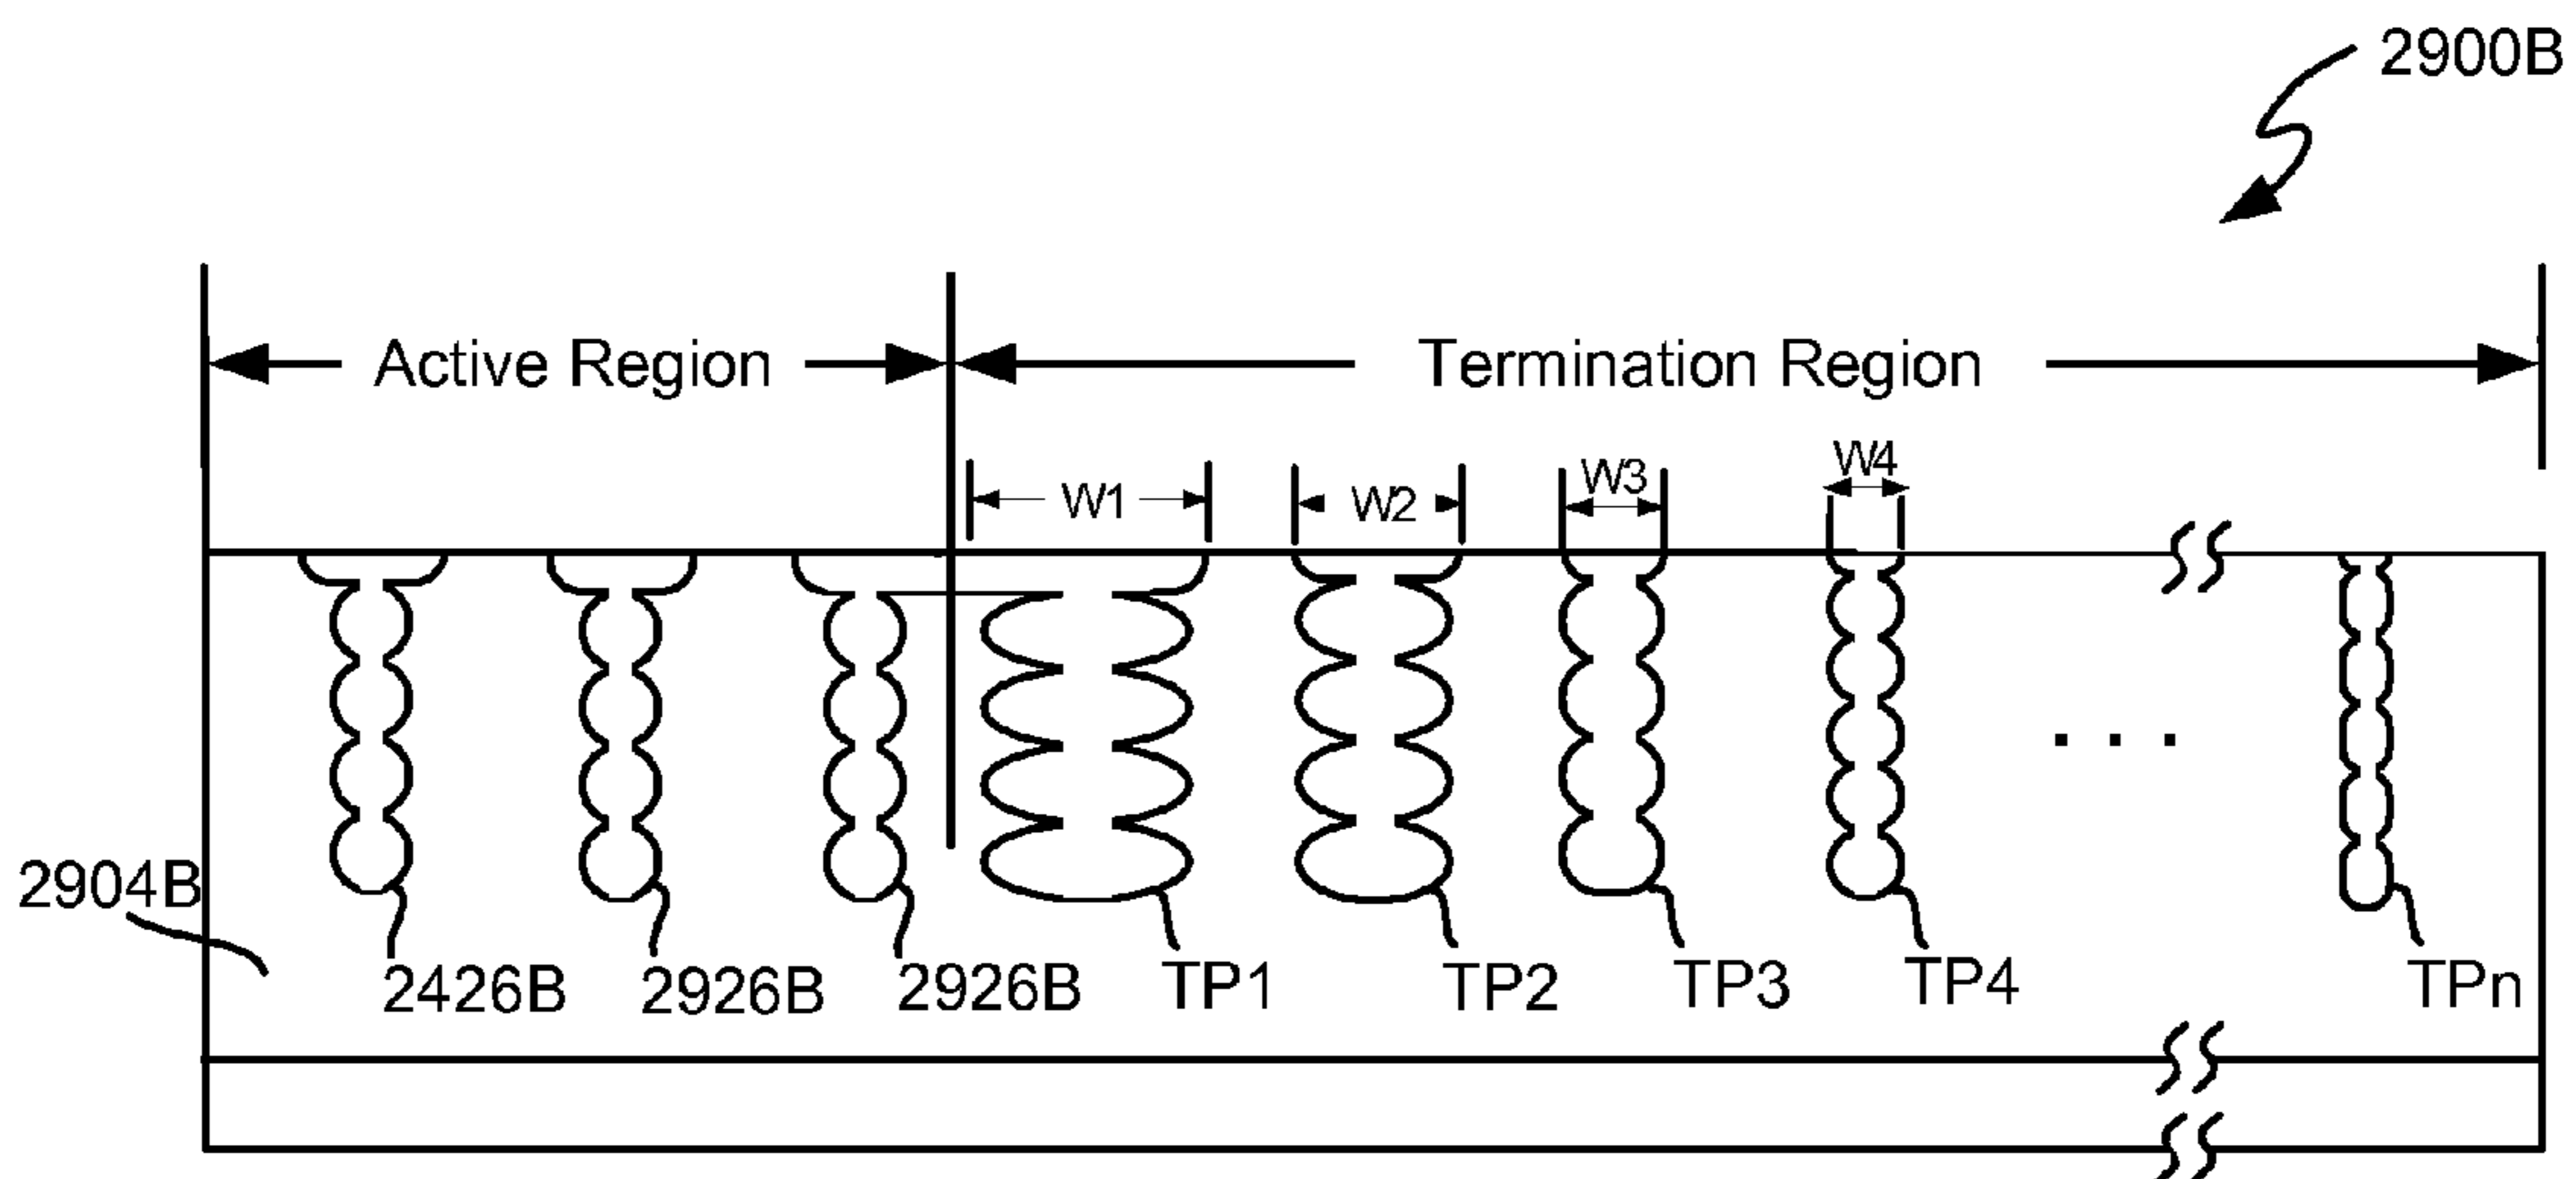 2900B
Active Region
Termination Region
W1
W2
W3
W4
2904B
2426B
2926B
2926B
TP1
TP2
TP3
TP4
. . .
TPn